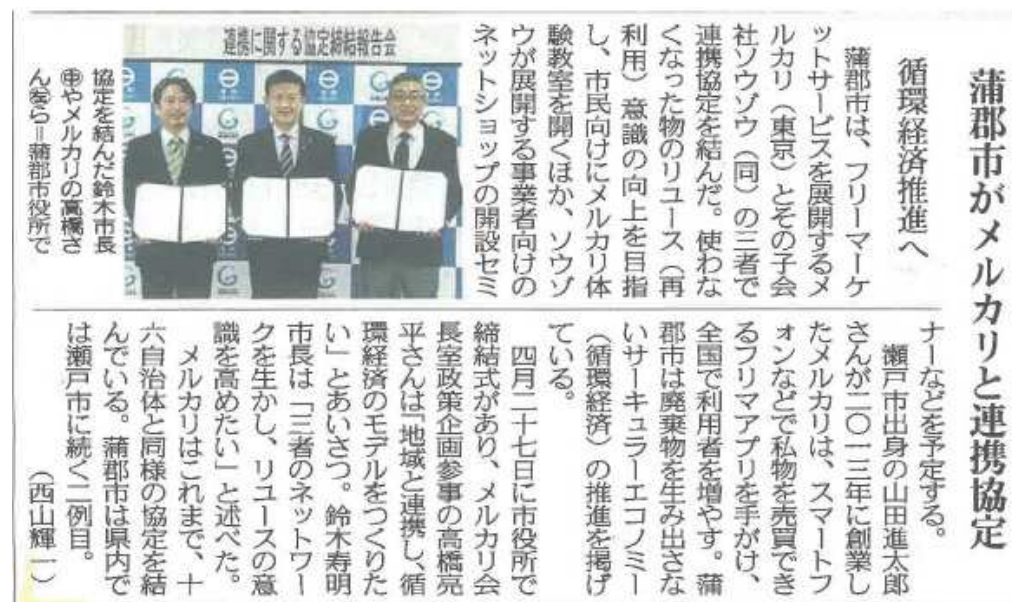 蒲郡市がメルカリと連携協定
循環経済推進へ
　蒲郡市は、フリーマーケ
ットサービスを展開するメ
ルカリ（東京）とその子会
社ソウゾウ（同）の三者で
連携協定を結んだ。使わな
くなった物のリユース（再
利用）意識の向上を目指
し、市民向けにメルカリ体
験教室を開くほか、ソウゾ
ウが展開する事業者向けの
ネットショップの開設セミ
ナーなどを予定する。
　瀬戸市出身の山田進太郎
さんが二〇一三年に創業し
たメルカリは、スマートフ
ォンなどで私物を売買でき
るフリマアプリを手がけ、
全国で利用者を増やす。蒲
郡市は廃棄物を生み出さな
いサーキュラーエコノミー
（循環経済）の推進を掲げ
ている。
　四月二十七日に市役所で
締結式があり、メルカリ会
長室政策企画参事の高橋亮
平さんは「地域と連携し、循
環経済のモデルをつくりた
い」とあいさつ。鈴木寿明
市長は「三者のネットワー
クを生かし、リユースの意
識を高めたい」と述べた。
　メルカリはこれまで、十
六自治体と同様の協定を結
んでいる。蒲郡市は県内で
は瀬戸市に続く二例目。
（西山輝一）
連携に関する協定締結報告会
協定を結んだ鈴木市長
㊥やメルカリの高橋さ
ん㊨ら＝蒲郡市役所で